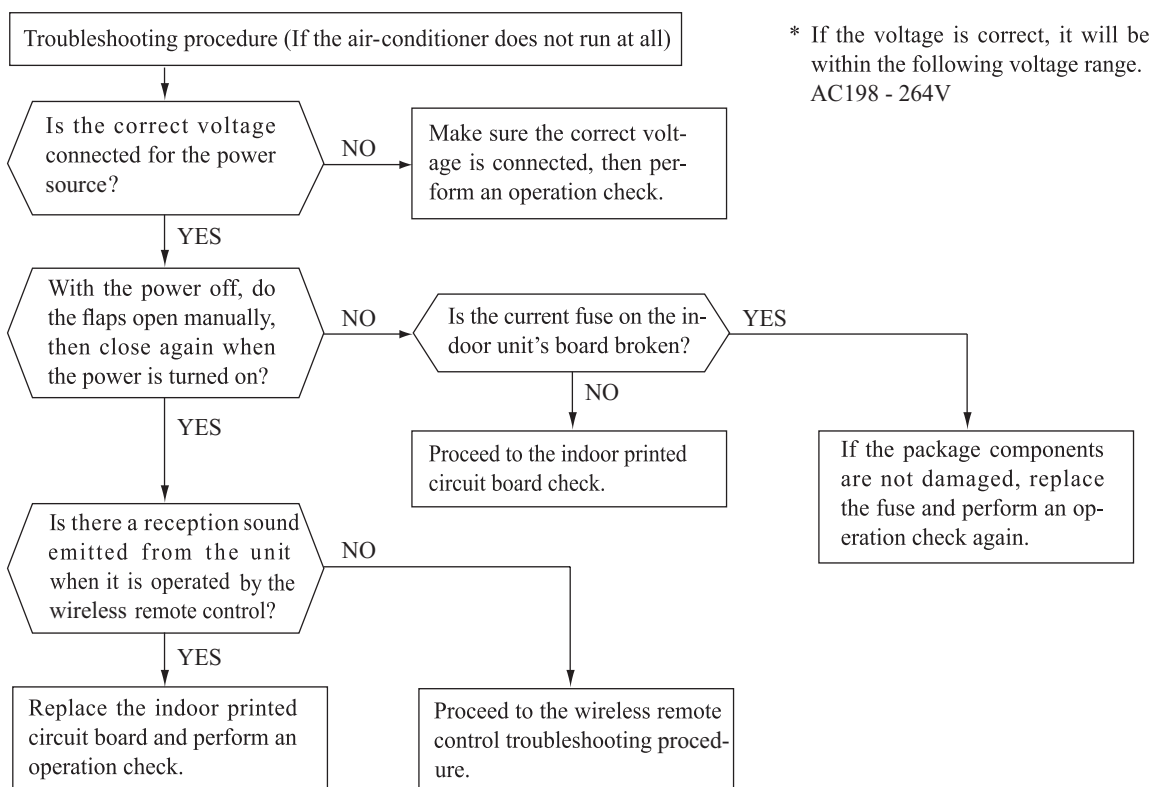 Troubleshooting procedure (If the air-conditioner does not run at all)
* If the voltage is correct, it will be
within the following voltage range.
AC198 - 264V
Is the correct voltage
connected for the power
source?
NO
Make sure the correct volt-
age is connected, then per-
form an operation check.
YES
With the power off, do
the flaps open manually,
then close again when
the power is turned on?
NO
Is the current fuse on the in-
door unit's board broken?
YES
NO
YES
Proceed to the indoor printed
circuit board check.
If the package components
are not damaged, replace
the fuse and perform an op-
eration check again.
Is there a reception sound
emitted from the unit
when it is operated by the
wireless remote control?
NO
YES
Replace the indoor printed
circuit board and perform an
operation check.
Proceed to the wireless remote
control troubleshooting proced-
ure.